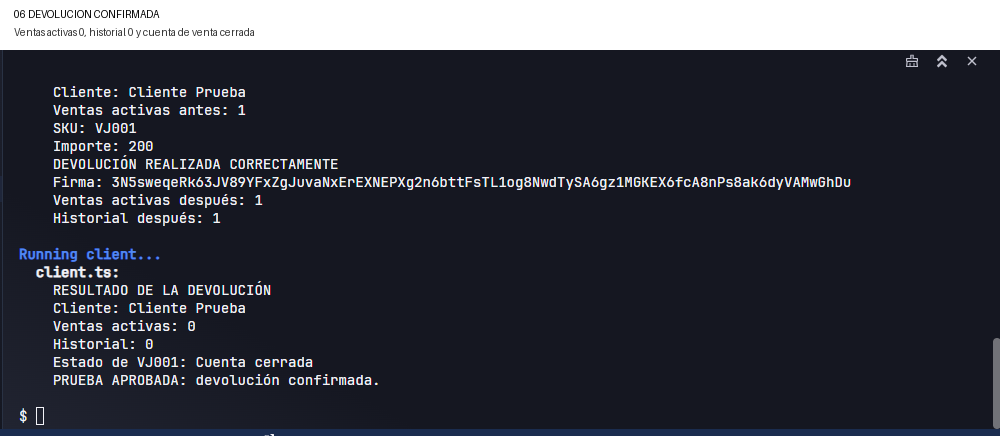 06 DEVOLUCION CONFIRMADA
Ventas activas 0, historial 0 y cuenta de venta cerrada
Cliente: Cliente Prueba
Ventas activas antes: 1
SKU: VJ001
Importe: 200
DEVOLUCIÓN REALIZADA CORRECTAMENTE
Firma: 3N5sweqeRk63JV89YFxZgJuvaNxErEXNEPXg2n6bttFsTL1og8NwdTySA6gz1MGKEX6fcA8nPs8ak6dyVAMwGhDu
Ventas activas después: 1
Historial después: 1
Running client...
client.ts:
RESULTADO DE LA DEVOLUCIÓN
Cliente: Cliente Prueba
Ventas activas: 0
Historial: 0
Estado de VJ001: Cuenta cerrada
PRUEBA APROBADA: devolución confirmada.
$